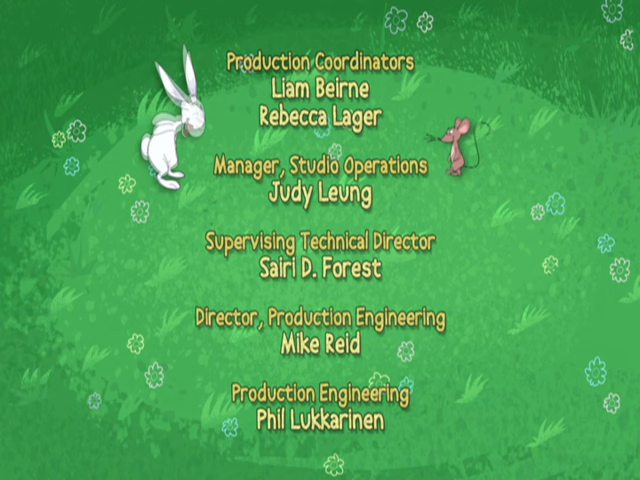 Production Coordinators
Liam Beirne
Rebecca Lager
Manager, Studio Operations
Judy Leung
Supervising Technical Director
Sairi D. Forest
Director, Production Engineering
Mike Reid
Production Engineering
Phil Lukkarinen